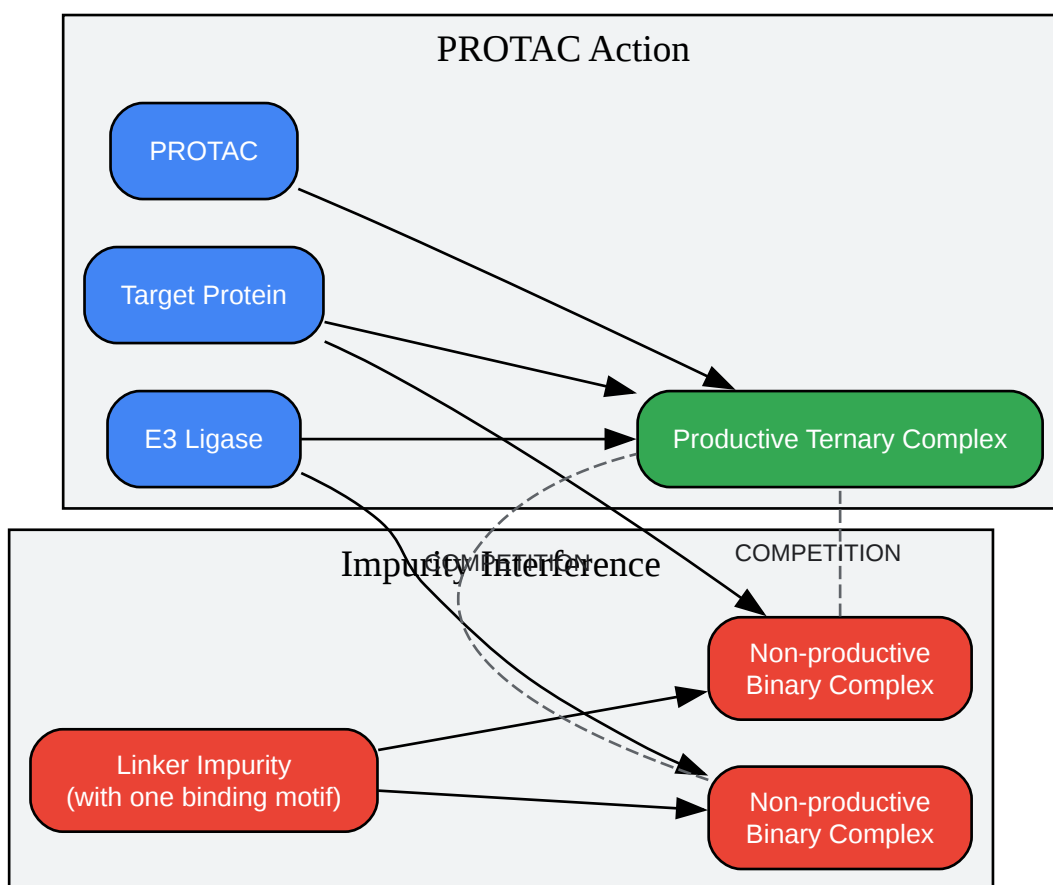 PROTAC Action
PROTAC
Target Protein
E3 Ligase
Productive Ternary Complex
Impurity Interference
COMPETITION
COMPETITION
Non-productive
Binary Complex
Linker Impurity
(with one binding motif)
Non-productive
Binary Complex